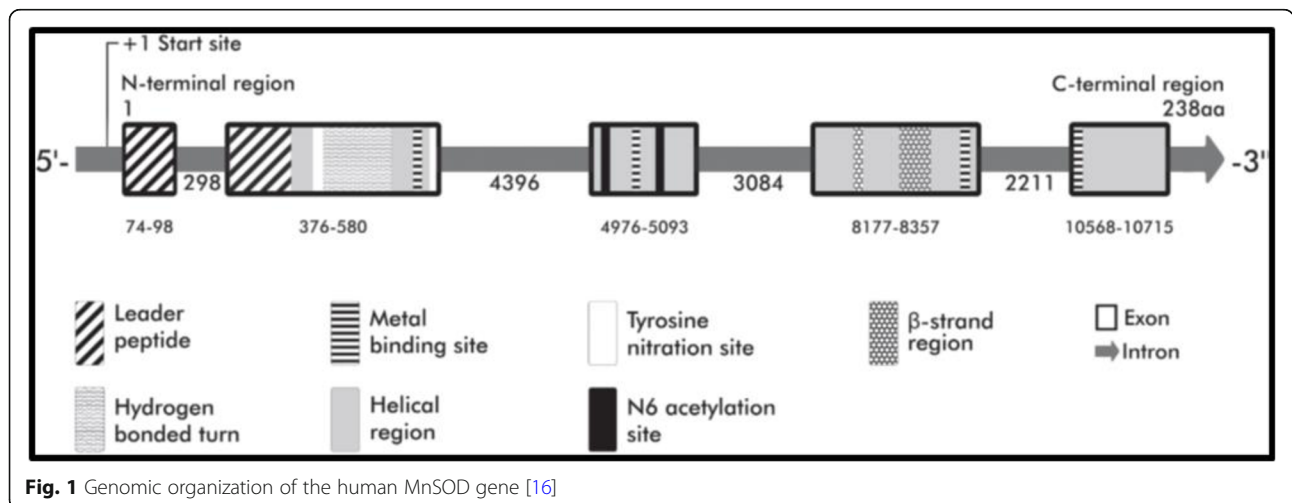 +1 Start site
N-terminal region
1
C-terminal region
238aa
5'-
-3"
298
4396
3084
2211
74-98
376-580
4976-5093
8177-8357
10568-10715
Leader
peptide
Metal
binding site
Tyrosine
nitration site
β-strand
region
Exon
Intron
Hydrogen
bonded turn
Helical
region
N6 acetylation
site
Fig. 1 Genomic organization of the human MnSOD gene [16]